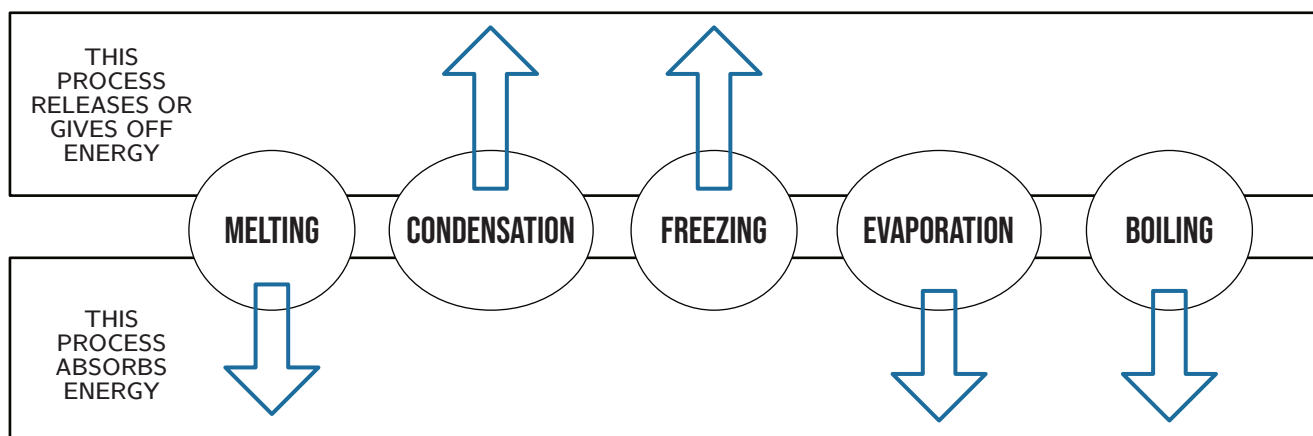 THIS
PROCESS
RELEASES OR
GIVES OFF
ENERGY
MELTING
CONDENSATION
FREEZING
EVAPORATION
BOILING
THIS
PROCESS
ABSORBS
ENERGY